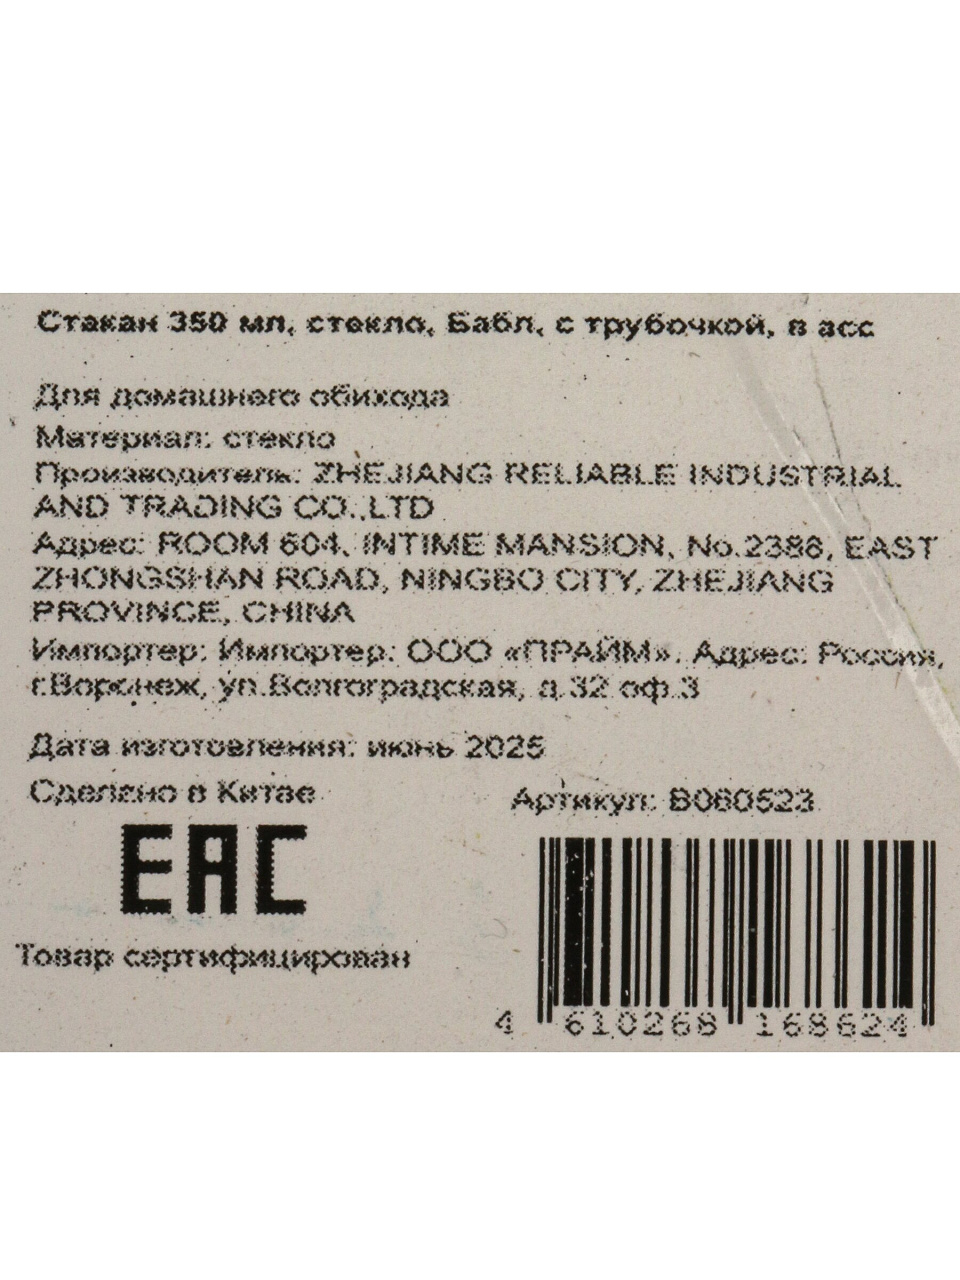 Стакан 350 мл, стекло, Бабл, с трубочкой, в асс
Для домашнего обихода
Материал: стекло
Производитель: ZHEJIANG RELIABLE INDUSTRIAL
AND TRADING CO.,LTD
Адрес: ROOM 604, INTIME MANSION, No.2388, EAST
ZHONGSHAN ROAD, NINGBO CITY, ZHEJIANG
PROVINCE, CHINA
Импортер: Импортер: ООО «ПРАЙМ». Адрес: Россия,
г.Воронеж, ул.Волгоградская, д.32 оф.3
Дата изготовления: июнь 2025
Сделано в Китае
Артикул: B060523
EAC
Товар сертифицирован
4 610268 168624